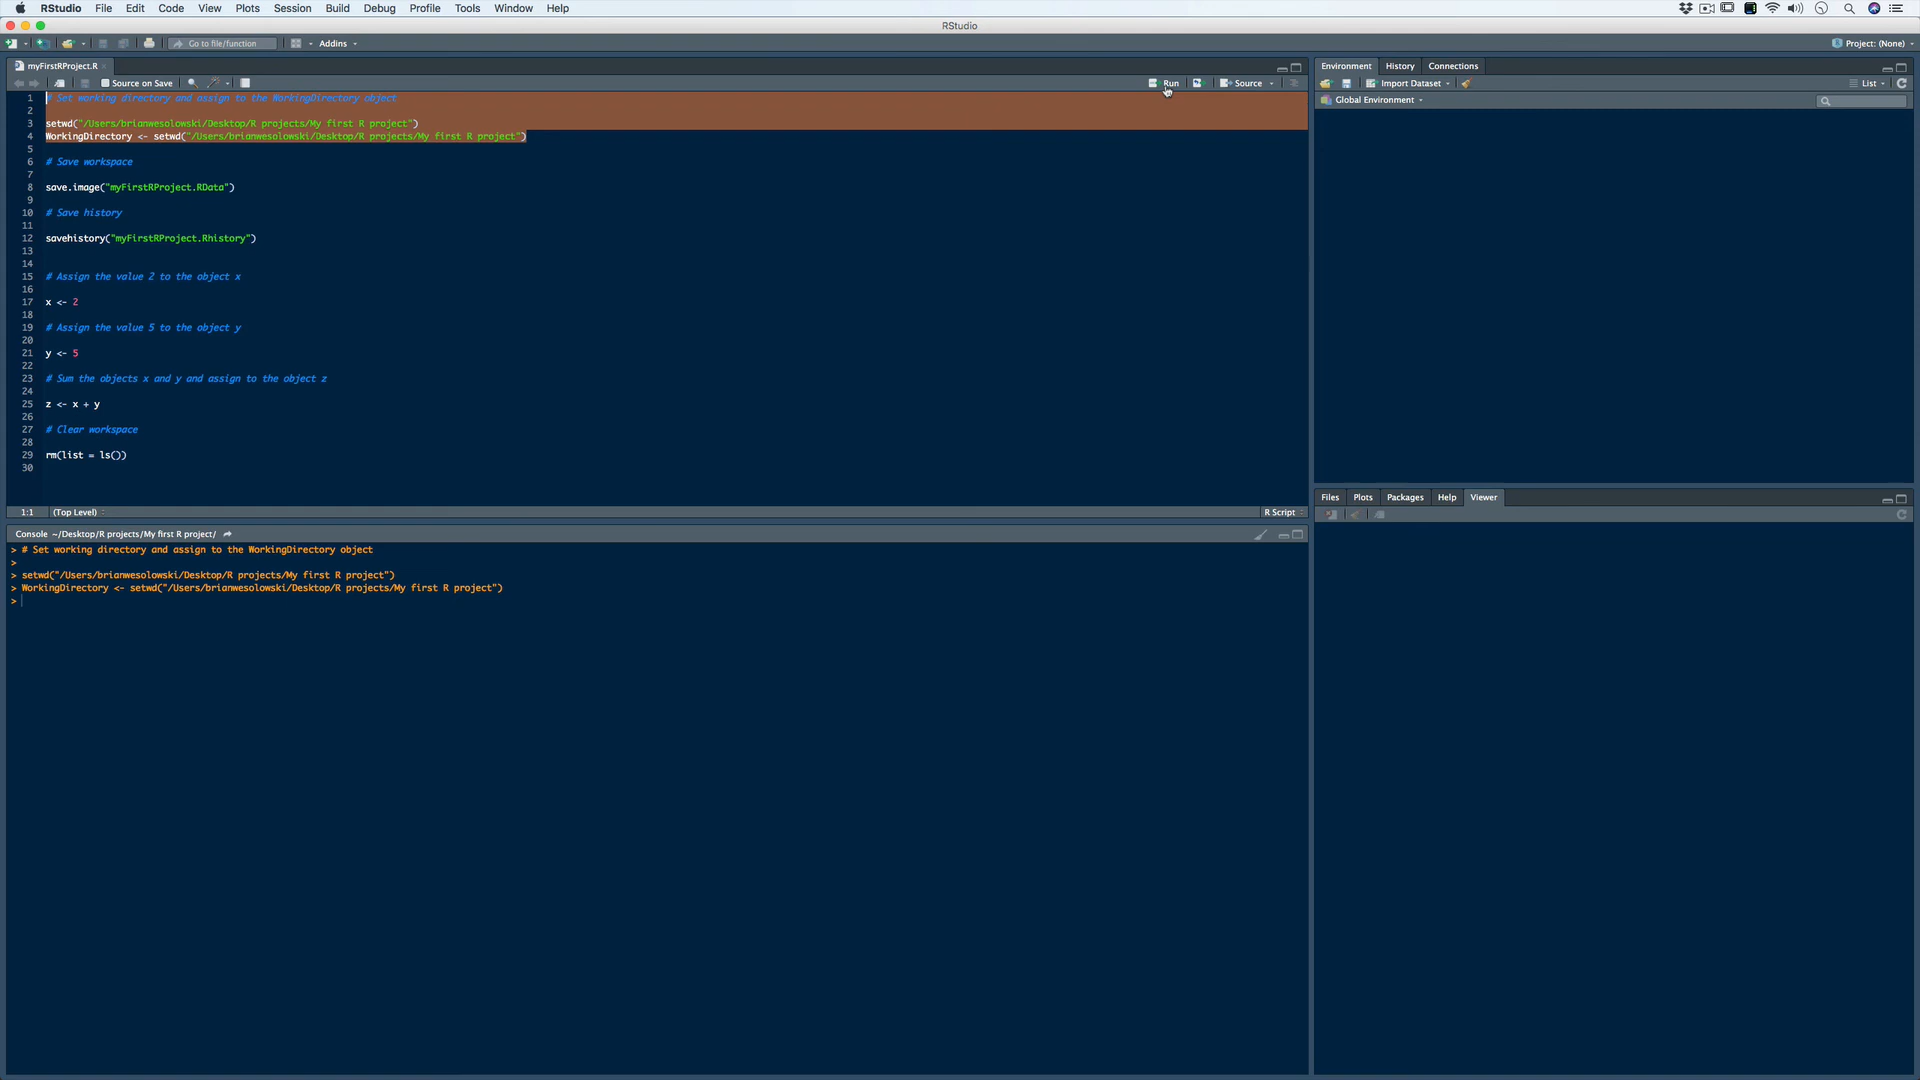 RStudio File Edit Code View Plots Session Build Debug Profile Tools Window Help
RStudio
Go to file/function Addins Project: (None)
myFirstRProject.R
Source on Save Run Source
1 # Set working directory and assign to the WorkingDirectory object
2
3 setwd("/Users/brianwesolowski/Desktop/R projects/My first R project")
4 WorkingDirectory <- setwd("/Users/brianwesolowski/Desktop/R projects/My first R project")
5
6 # Save workspace
7
8 save.image("myFirstRProject.RData")
9
10 # Save history
11
12 savehistory("myFirstRProject.Rhistory")
13
14
15 # Assign the value 2 to the object x
16
17 x <- 2
18
19 # Assign the value 5 to the object y
20
21 y <- 5
22
23 # Sum the objects x and y and assign to the object z
24
25 z <- x + y
26
27 # Clear workspace
28
29 rm(list = ls())
30
1:1 (Top Level) R Script
Console ~/Desktop/R projects/My first R project/
> # Set working directory and assign to the WorkingDirectory object
>
> setwd("/Users/brianwesolowski/Desktop/R projects/My first R project")
> WorkingDirectory <- setwd("/Users/brianwesolowski/Desktop/R projects/My first R project")
>
Environment History Connections
Import Dataset List
Global Environment
Files Plots Packages Help Viewer